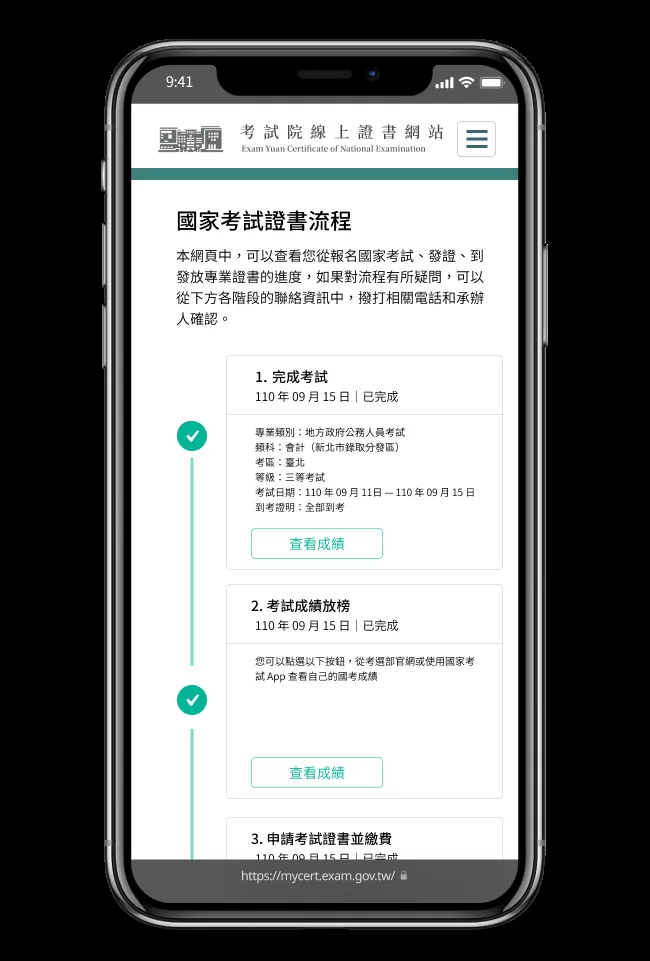 9:41
考試院線上證書網站
Exam Yuan Certificate of National Examination
國家考試證書流程
本網頁中，可以查看您從報名國家考試、發證、到
發放專業證書的進度，如果對流程有所疑問，可以
從下方各階段的聯絡資訊中，撥打相關電話和承辦
人確認。
1. 完成考試
110 年 09 月 15 日｜已完成
專業類別：地方政府公務人員考試
類科：會計（新北市錄取分發區）
考區：臺北
等級：三等考試
考試日期：110 年 09 月 11日 — 110 年 09 月 15 日
到考證明：全部到考
查看成績
2. 考試成績放榜
110 年 09 月 15 日｜已完成
您可以點選以下按鈕，從考選部官網或使用國家考
試 App 查看自己的國考成績
查看成績
3. 申請考試證書並繳費
110 年 09 月 15 日｜已完成
https://mycert.exam.gov.tw/